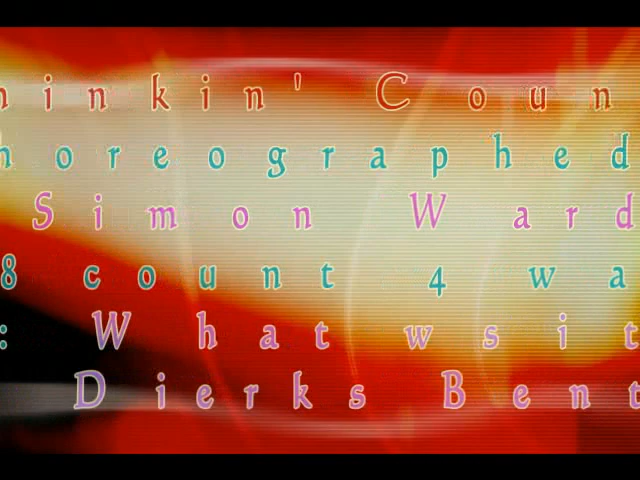 hinkin' Coun
horeographed
Simon Ward
8 count 4 wa
: Whatwsit
Dierks Bent